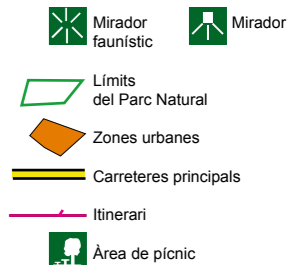 Mirador
faunístic
Mirador
Límits
del Parc Natural
Zones urbanes
Carreteres principals
Itinerari
Àrea de pícnic